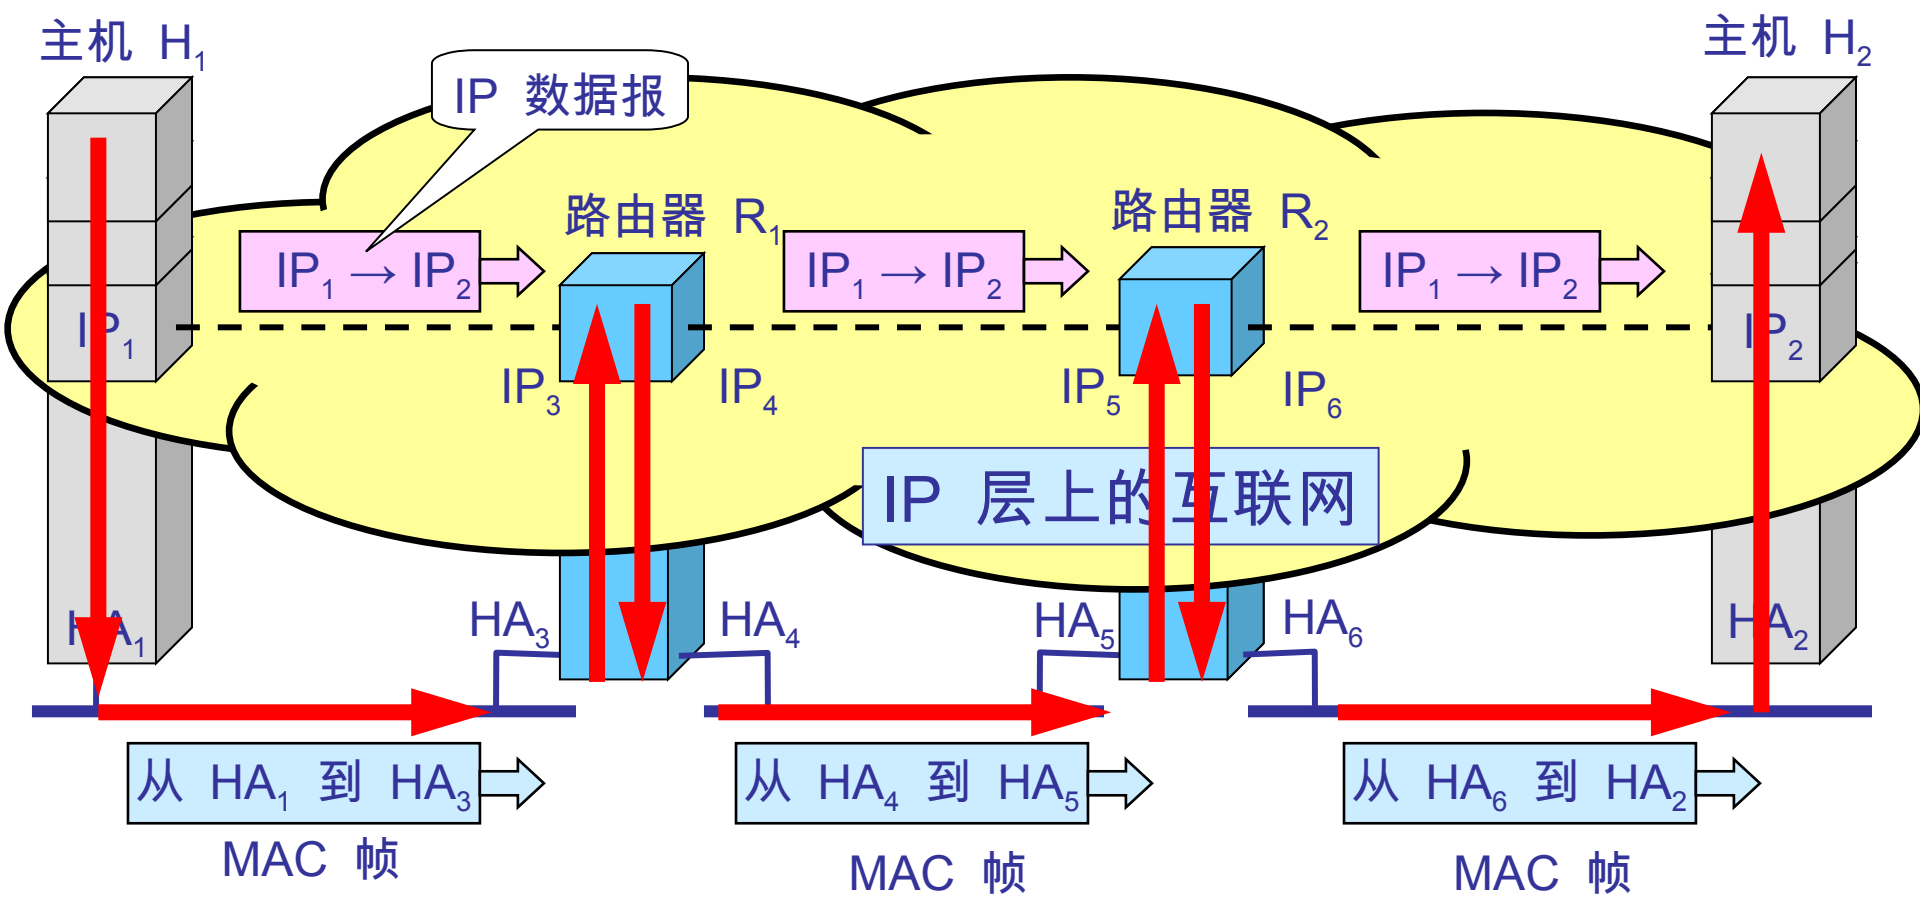 主机 H₁
主机 H₂
IP 数据报
路由器 R₁
路由器 R₂
IP₁ → IP₂
IP₁ → IP₂
IP₁ → IP₂
IP₁
IP₂
IP₃
IP₄
IP₅
IP₆
IP 层上的互联网
HA₁
HA₃
HA₄
HA₅
HA₆
HA₂
从 HA₁ 到 HA₃
从 HA₄ 到 HA₅
从 HA₆ 到 HA₂
MAC 帧
MAC 帧
MAC 帧